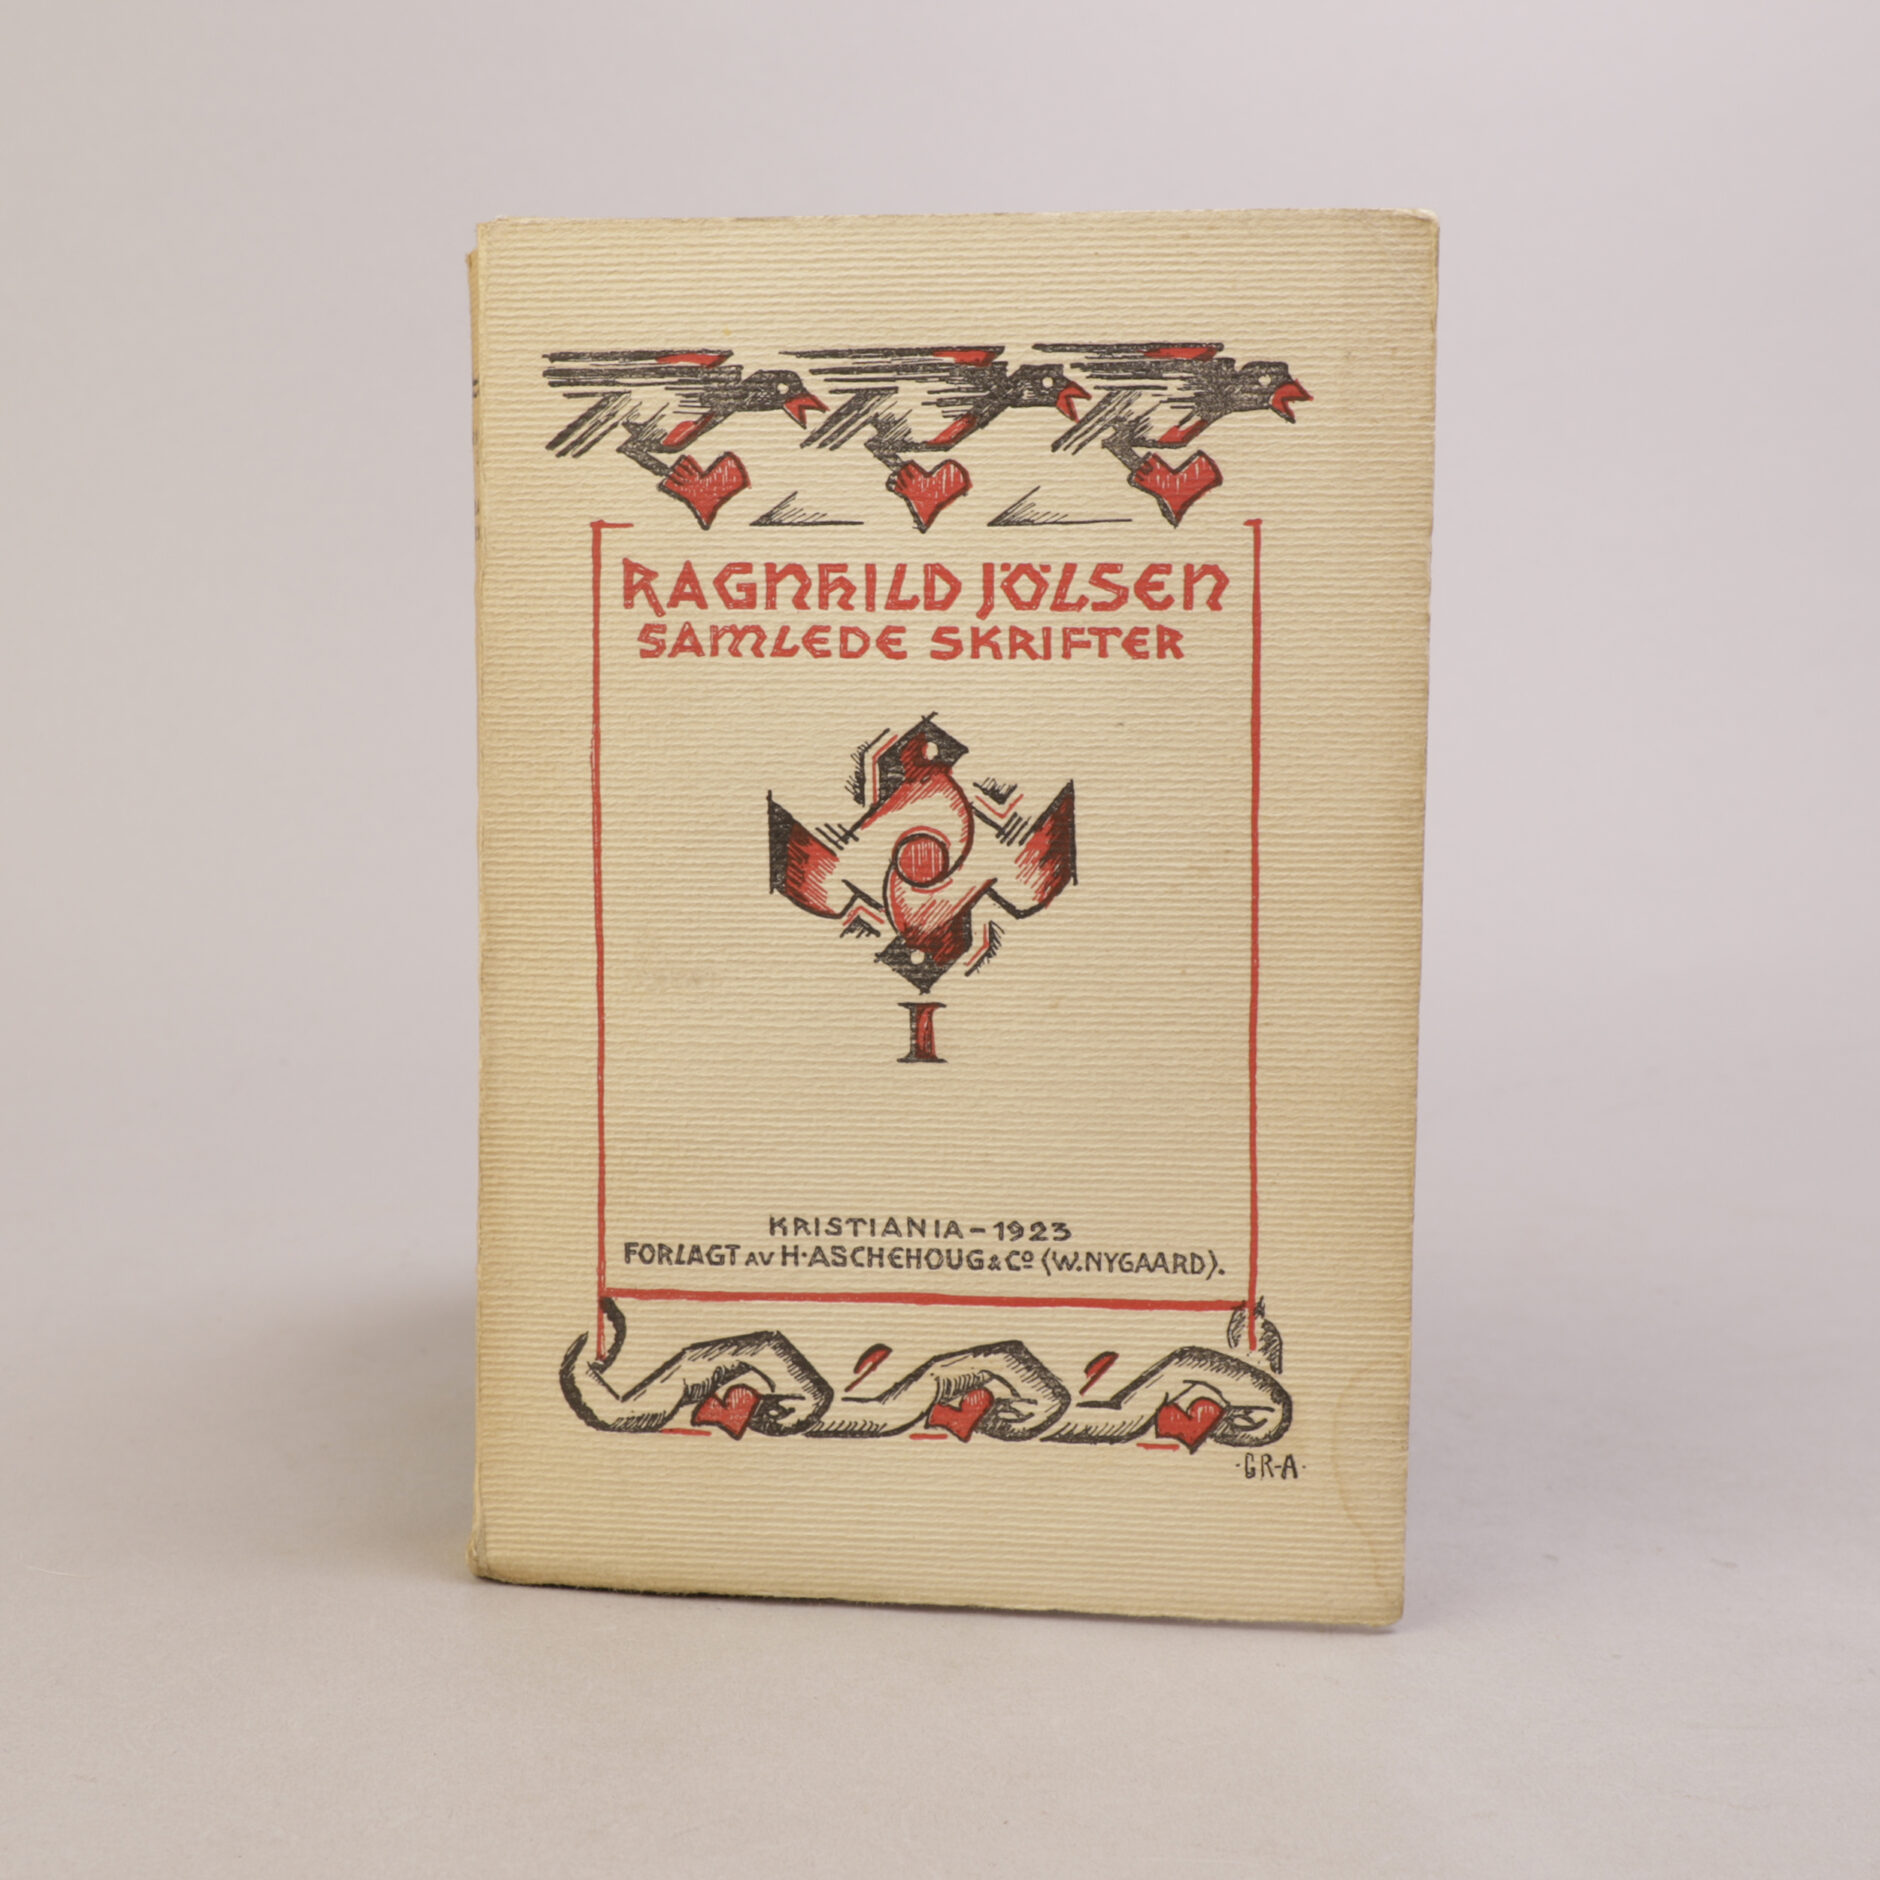 RAGNHILD JÖLSEN
SAMLEDE SKRIFTER
I
KRISTIANIA – 1923
FORLAGT AV H. ASCHEHOUG & Cº (W. NYGAARD).
·GR-A·